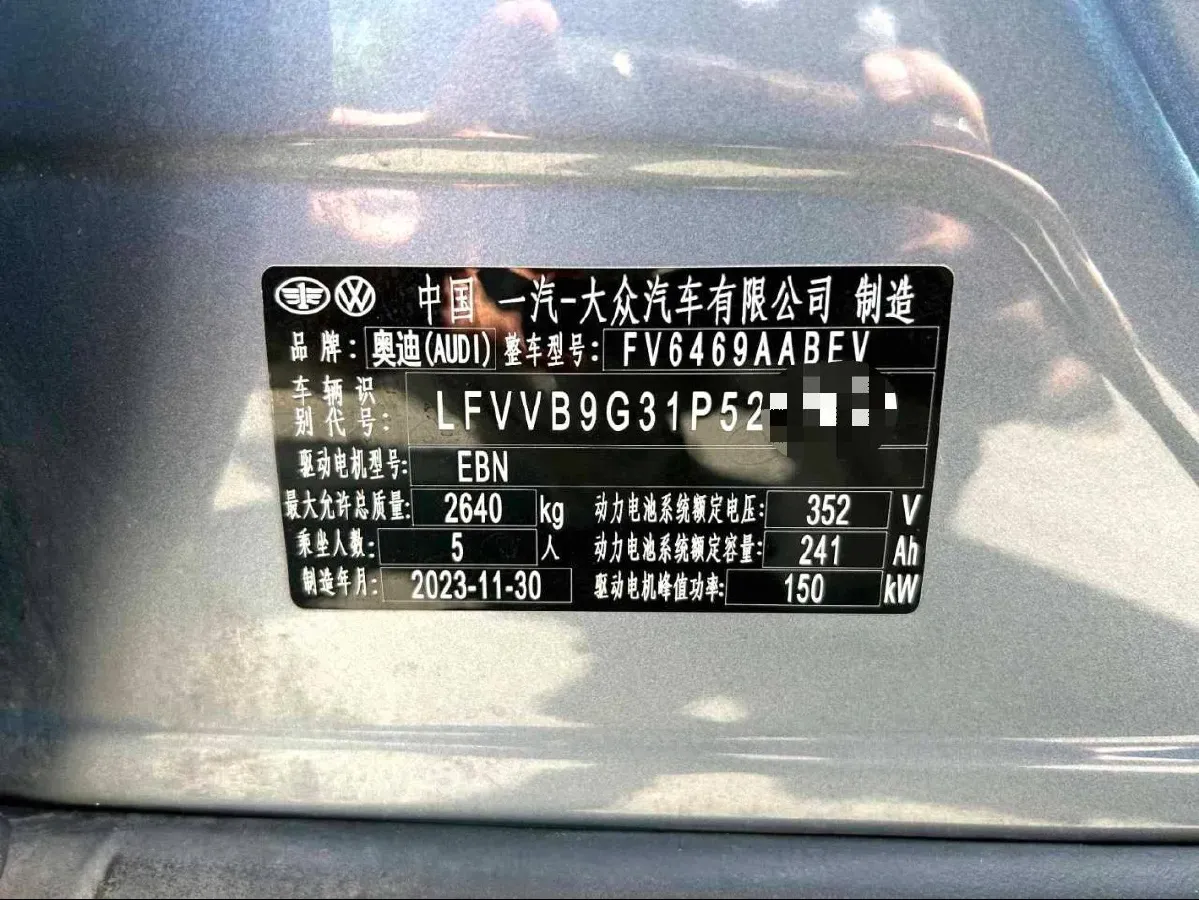 中国 一汽-大众汽车有限公司 制造
品牌: 奥迪(AUDI) 整车型号: FV6469AABEV
车辆识别代号: LFVVB9G31P52
驱动电机型号: EBN
最大允许总质量: 2640 kg 动力电池系统额定电压: 352 V
乘坐人数: 5 人 动力电池系统额定容量: 241 Ah
制造年月: 2023-11-30 驱动电机峰值功率: 150 kW